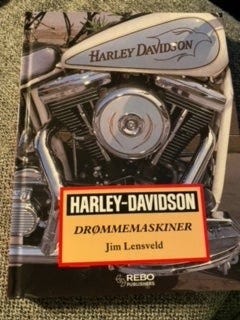 HARLEY DAVIDSON
HARLEY-DAVIDSON
DRØMMEMASKINER
Jim Lensveld
REBO
PUBLISHERS